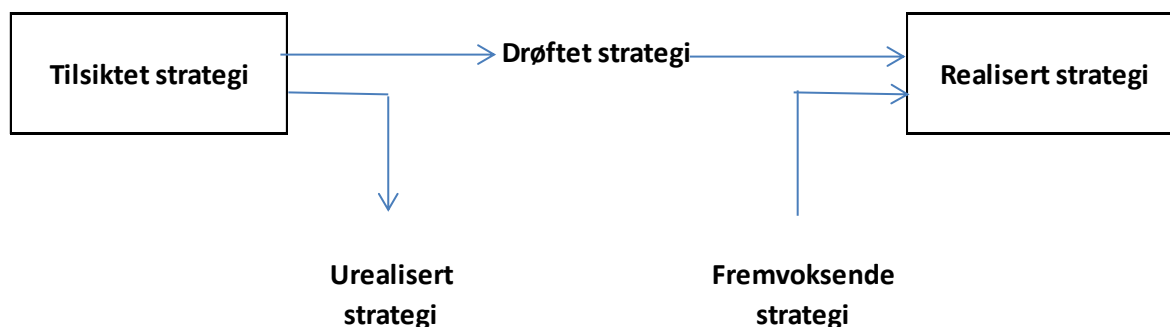 Tilsiktet strategi
Drøftet strategi
Realisert strategi
Urealisert
strategi
Fremvoksende
strategi